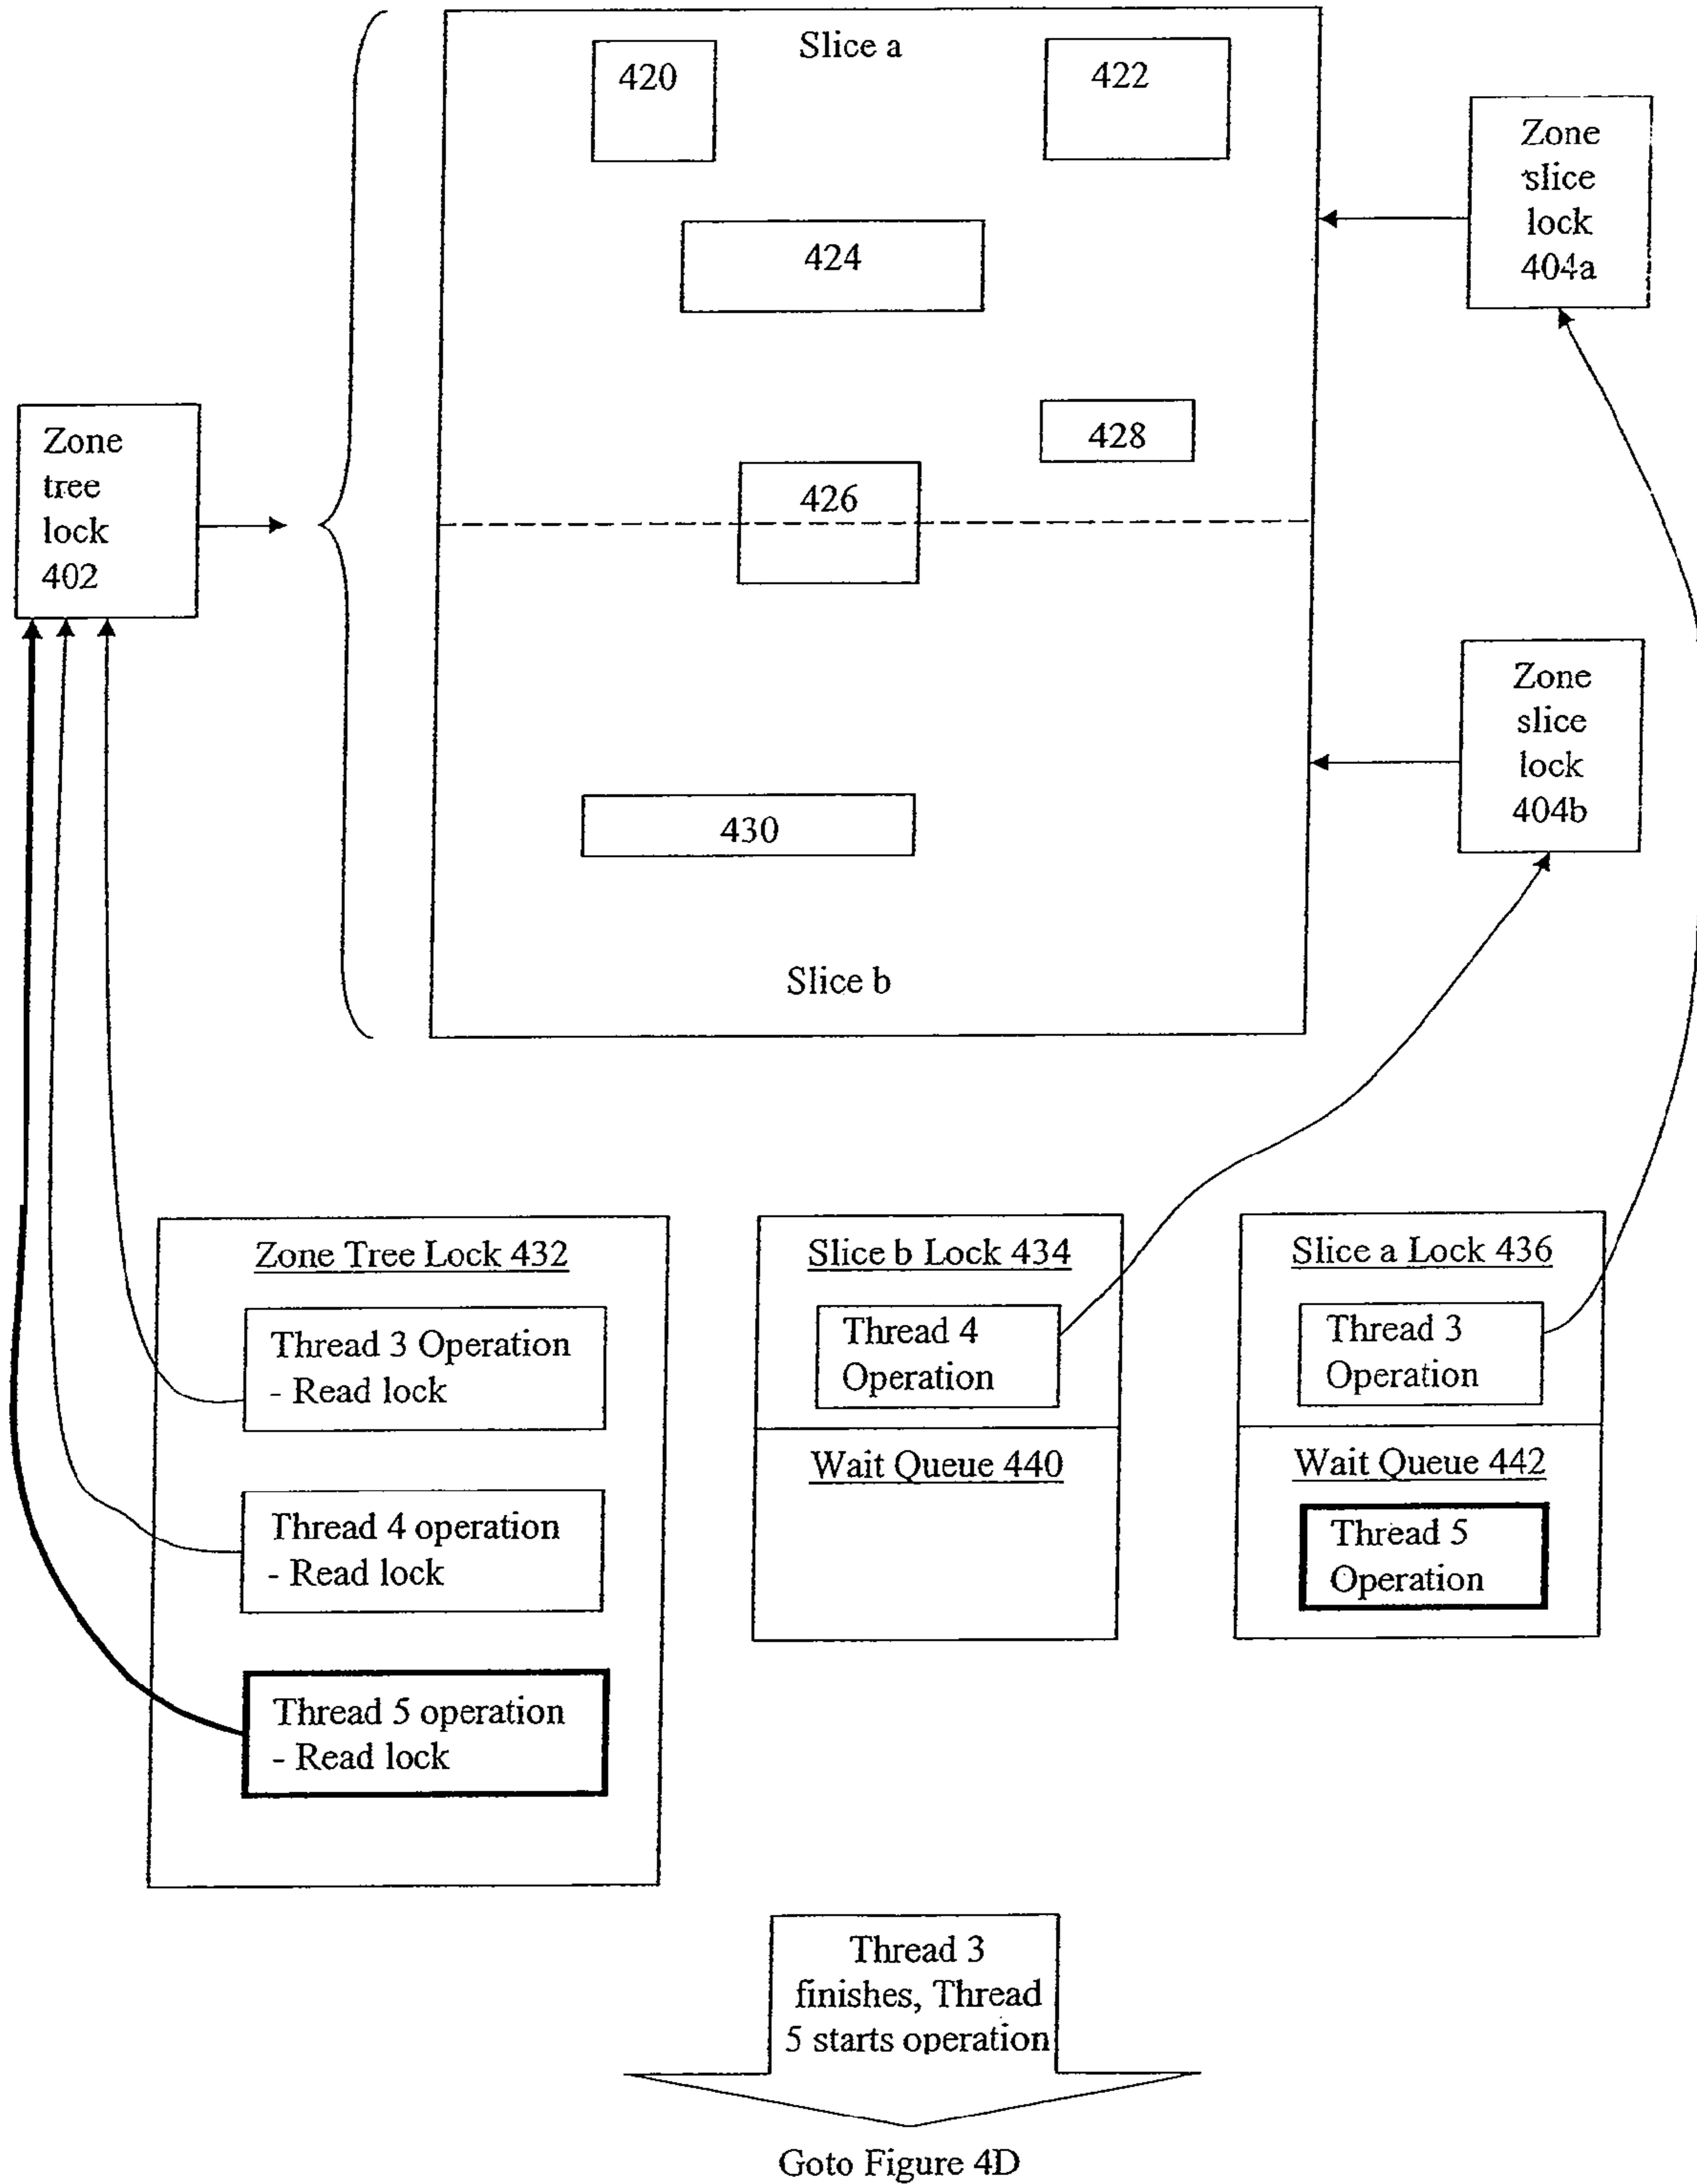 Slice a
420
422
424
428
426
430
Slice b
Zone
tree
lock
402
Zone
slice
lock
404a
Zone
slice
lock
404b
Zone Tree Lock 432
Thread 3 Operation
- Read lock
Thread 4 operation
- Read lock
Thread 5 operation
- Read lock
Slice b Lock 434
Thread 4
Operation
Wait Queue 440
Slice a Lock 436
Thread 3
Operation
Wait Queue 442
Thread 5
Operation
Thread 3
finishes, Thread
5 starts operation
Goto Figure 4D